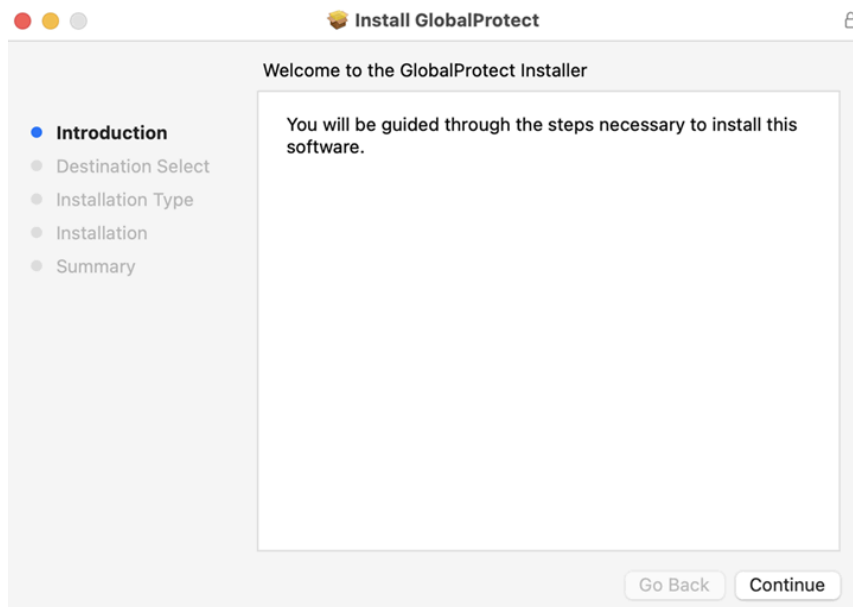 Install GlobalProtect
Welcome to the GlobalProtect Installer
Introduction
Destination Select
Installation Type
Installation
Summary
You will be guided through the steps necessary to install this
software.
Go Back
Continue